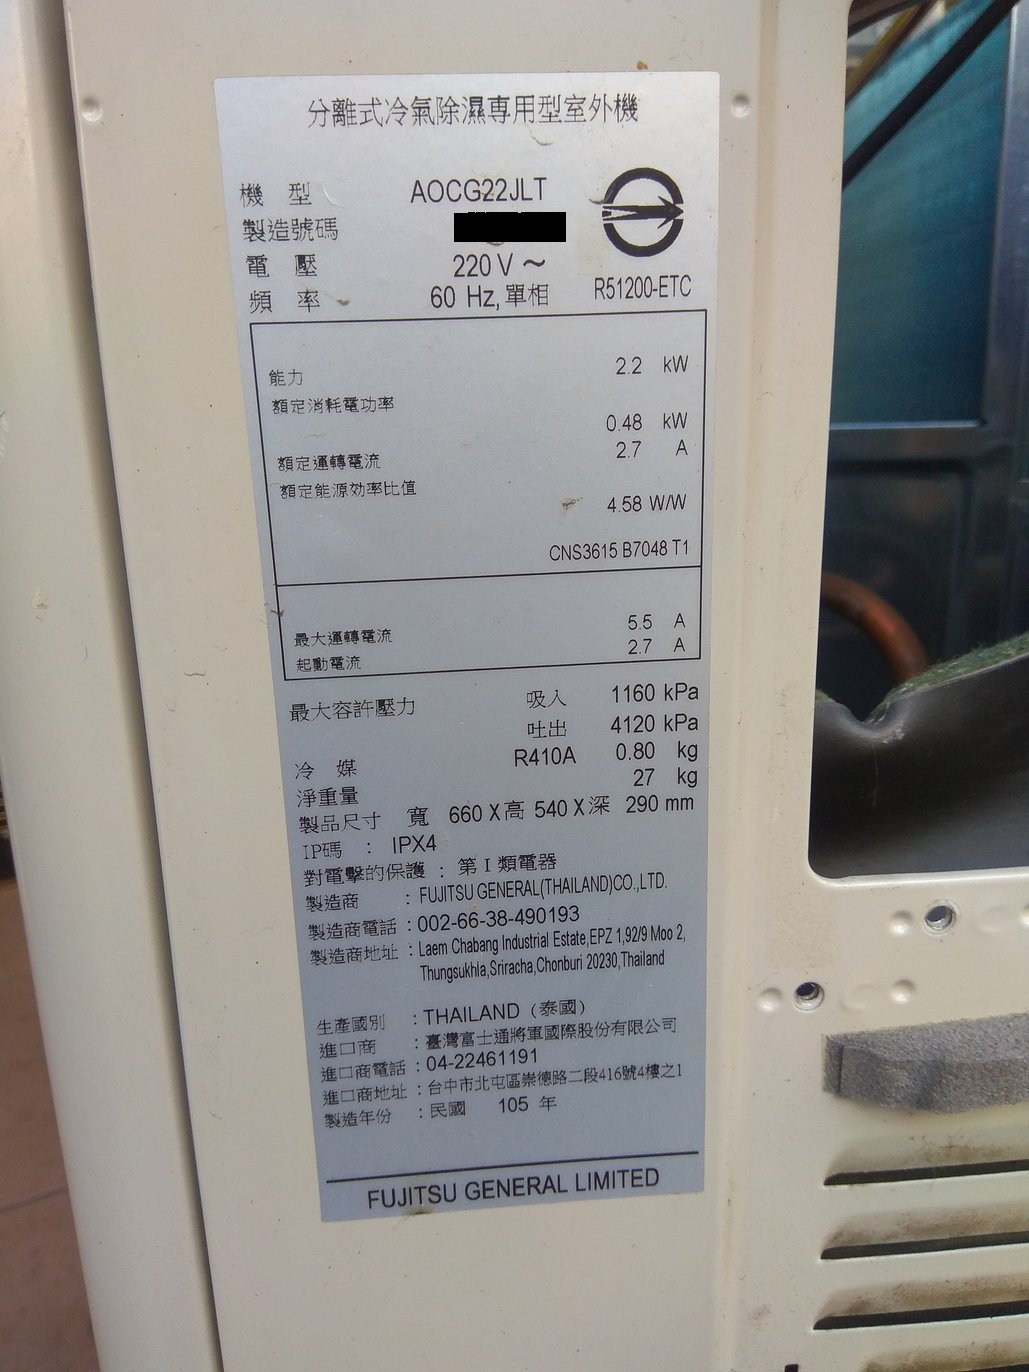 分離式冷氣除濕專用型室外機
機 型 AOCG22JLT
製造號碼
電 壓 220 V ~
頻 率 60 Hz, 單相 R51200-ETC
能力 2.2 kW
額定消耗電功率 0.48 kW
額定運轉電流 2.7 A
額定能源效率比值 4.58 W/W
CNS3615 B7048 T1
最大運轉電流 5.5 A
起動電流 2.7 A
最大容許壓力 吸入 1160 kPa
吐出 4120 kPa
冷 媒 R410A 0.80 kg
淨重量 27 kg
製品尺寸 寬 660 X 高 540 X 深 290 mm
IP碼 : IPX4
對電擊的保護 : 第 I 類電器
製造商 : FUJITSU GENERAL(THAILAND)CO.,LTD.
製造商電話 : 002-66-38-490193
製造商地址 : Laem Chabang Industrial Estate,EPZ 1,92/9 Moo 2,
Thungsukhla,Sriracha,Chonburi 20230,Thailand
生產國別 : THAILAND (泰國)
進口商 : 臺灣富士通將軍國際股份有限公司
進口商電話 : 04-22461191
進口商地址 : 台中市北屯區崇德路二段416號4樓之1
製造年份 : 民國 105 年
FUJITSU GENERAL LIMITED